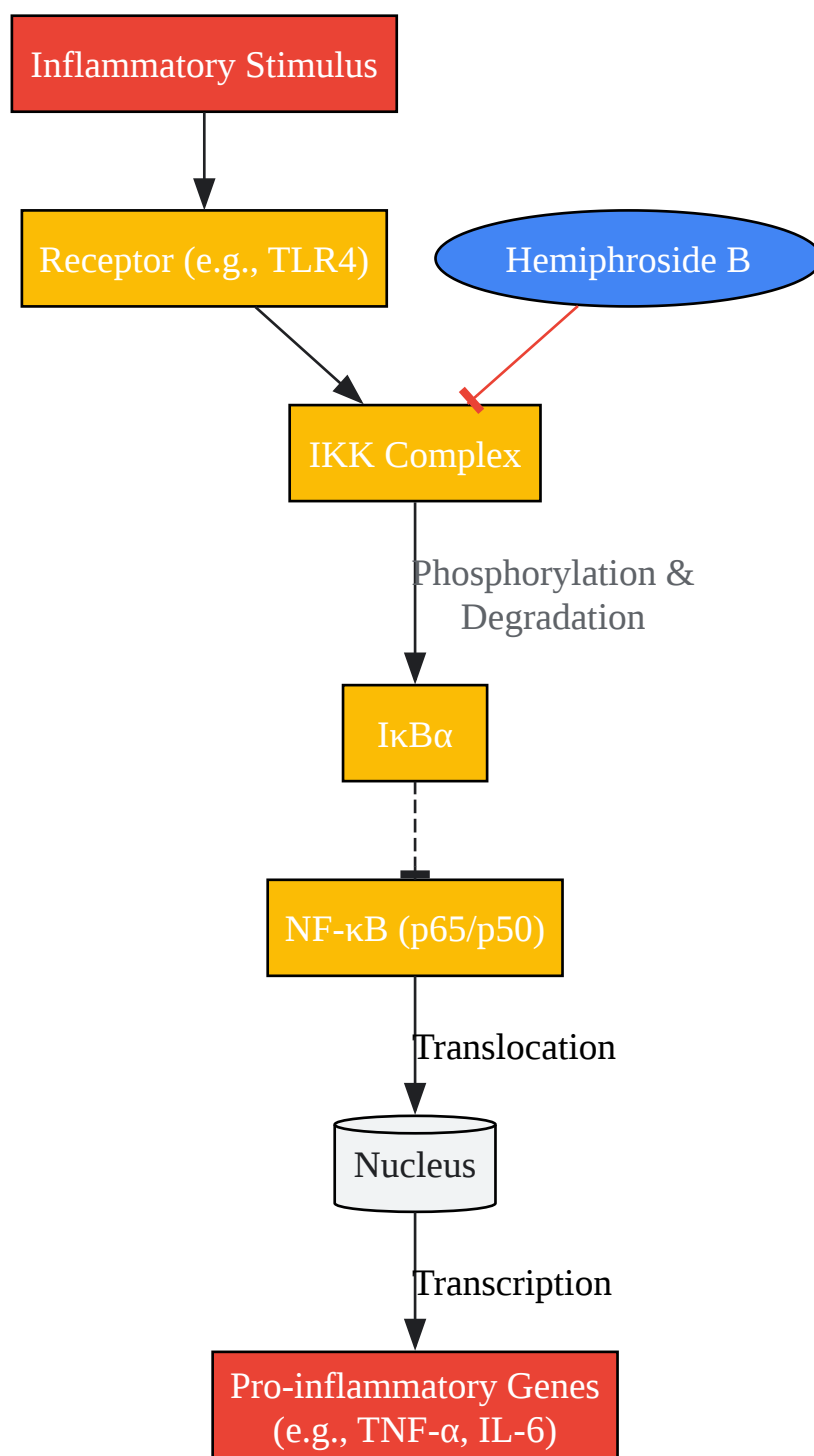 Inflammatory Stimulus
Receptor (e.g., TLR4)
Hemiphroside B
IKK Complex
Phosphorylation &
Degradation
IκBα
NF-κB (p65/p50)
Translocation
Nucleus
Transcription
Pro-inflammatory Genes
(e.g., TNF-α, IL-6)